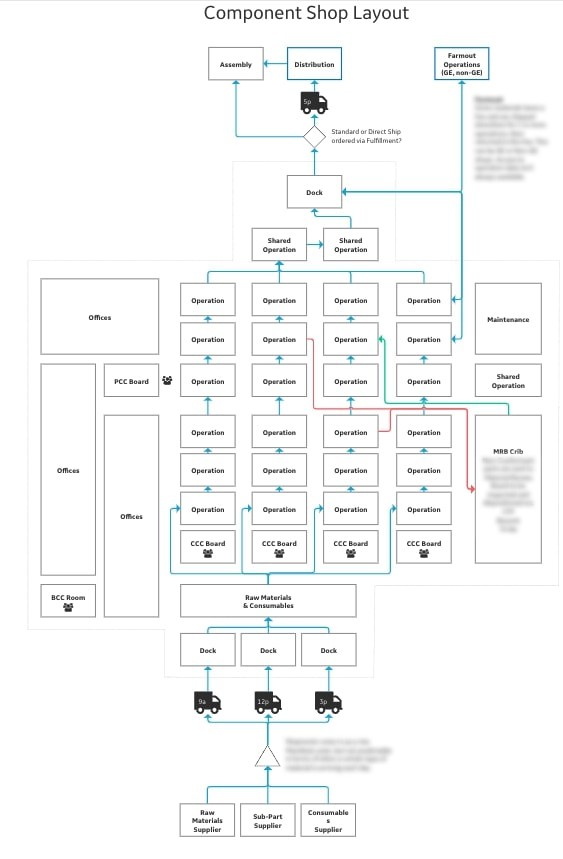 Component Shop Layout
Assembly
Distribution
Farmout
Operations
(GE, non-GE)
5p
Standard or Direct Ship
ordered via Fulfillment?
Dock
Shared
Operation
Shared
Operation
Offices
Operation
Operation
Operation
Operation
Maintenance
Operation
Operation
Operation
Operation
PCC Board
Operation
Operation
Operation
Operation
Shared
Operation
Offices
Offices
Operation
Operation
Operation
Operation
MRB Crib
Operation
Operation
Operation
Operation
Operation
Operation
Operation
Operation
CCC Board
CCC Board
CCC Board
CCC Board
BCC Room
Raw Materials
& Consumables
Dock
Dock
Dock
9a
12p
3p
Raw
Materials
Supplier
Sub-Part
Supplier
Consumable
s
Supplier